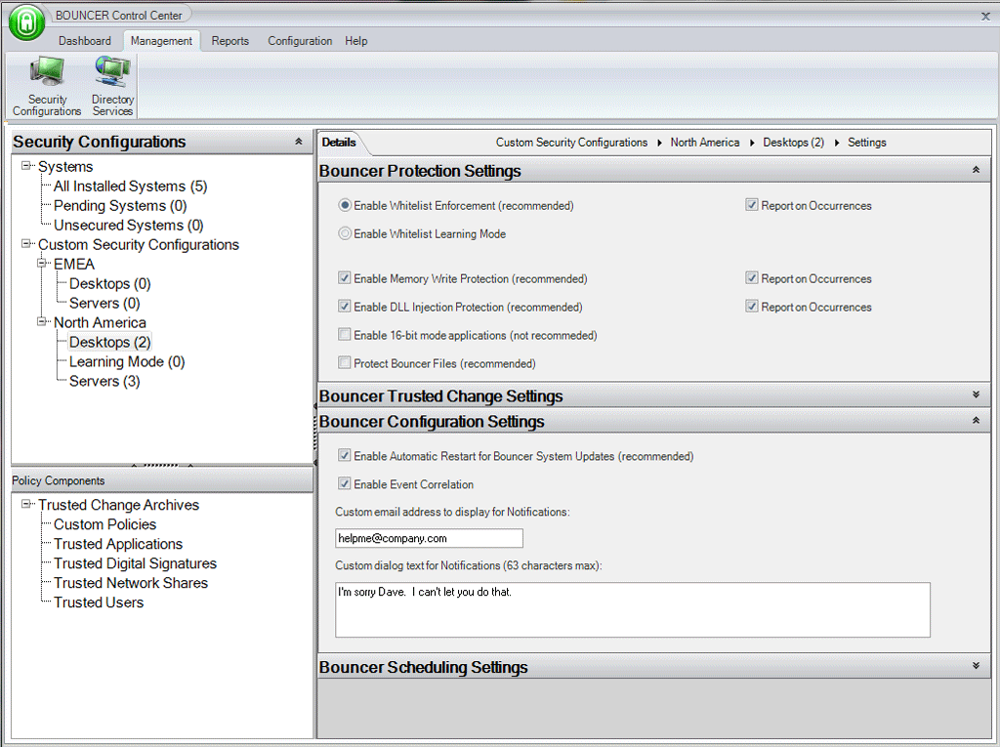 BOUNCER Control Center
Dashboard Management Reports Configuration Help
Security Configurations
Directory Services
Security Configurations
Systems
All Installed Systems (5)
Pending Systems (0)
Unsecured Systems (0)
Custom Security Configurations
EMEA
Desktops (0)
Servers (0)
North America
Desktops (2)
Learning Mode (0)
Servers (3)
Policy Components
Trusted Change Archives
Custom Policies
Trusted Applications
Trusted Digital Signatures
Trusted Network Shares
Trusted Users
Details
Custom Security Configurations North America Desktops (2) Settings
Bouncer Protection Settings
Enable Whitelist Enforcement (recommended) Report on Occurrences
Enable Whitelist Learning Mode
Enable Memory Write Protection (recommended) Report on Occurrences
Enable DLL Injection Protection (recommended) Report on Occurrences
Enable 16-bit mode applications (not recommeded)
Protect Bouncer Files (recommended)
Bouncer Trusted Change Settings
Bouncer Configuration Settings
Enable Automatic Restart for Bouncer System Updates (recommended)
Enable Event Correlation
Custom email address to display for Notifications:
helpme@company.com
Custom dialog text for Notifications (63 characters max):
I'm sorry Dave.  I can't let you do that.
Bouncer Scheduling Settings